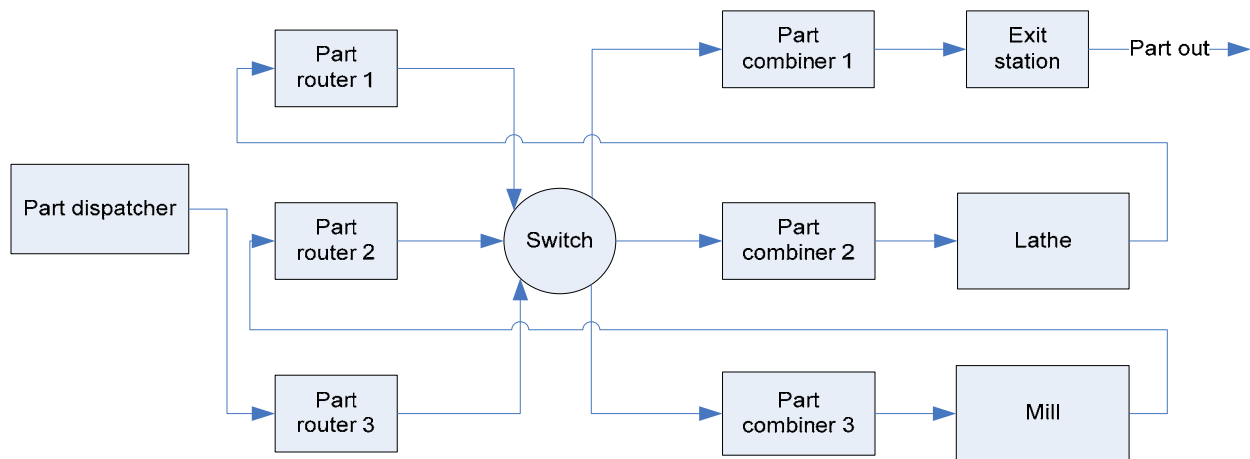 Part
router 1
Part
combiner 1
Exit
station
Part out
Part dispatcher
Part
router 2
Switch
Part
combiner 2
Lathe
Part
router 3
Part
combiner 3
Mill